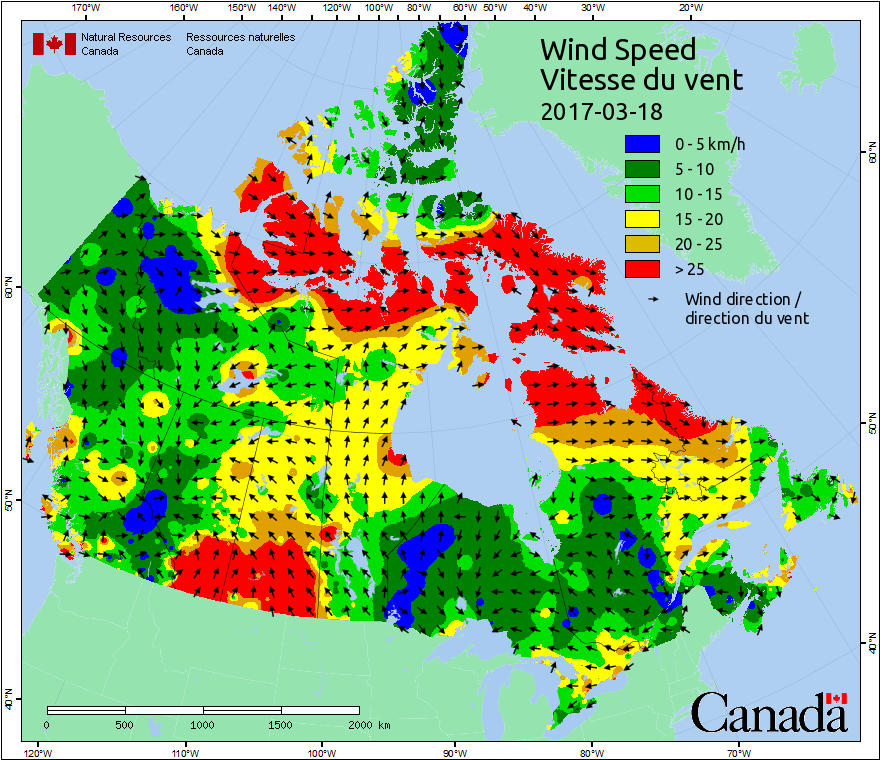 170°W 160°W 150°W 140°W 130°W 120°W 110°W 100°W 90°W 80°W 70°W 60°W 50°W 40°W 30°W 20°W
Natural Resources Ressources naturelles
Canada Canada
Wind Speed
Vitesse du vent
2017-03-18
0 - 5 km/h
5 - 10
10 - 15
15 - 20
20 - 25
> 25
Wind direction /
direction du vent
60°N
60°N
50°N
50°N
40°N
40°N
0 500 1000 1500 2000 km
Canada
120°W 110°W 100°W 90°W 80°W 70°W